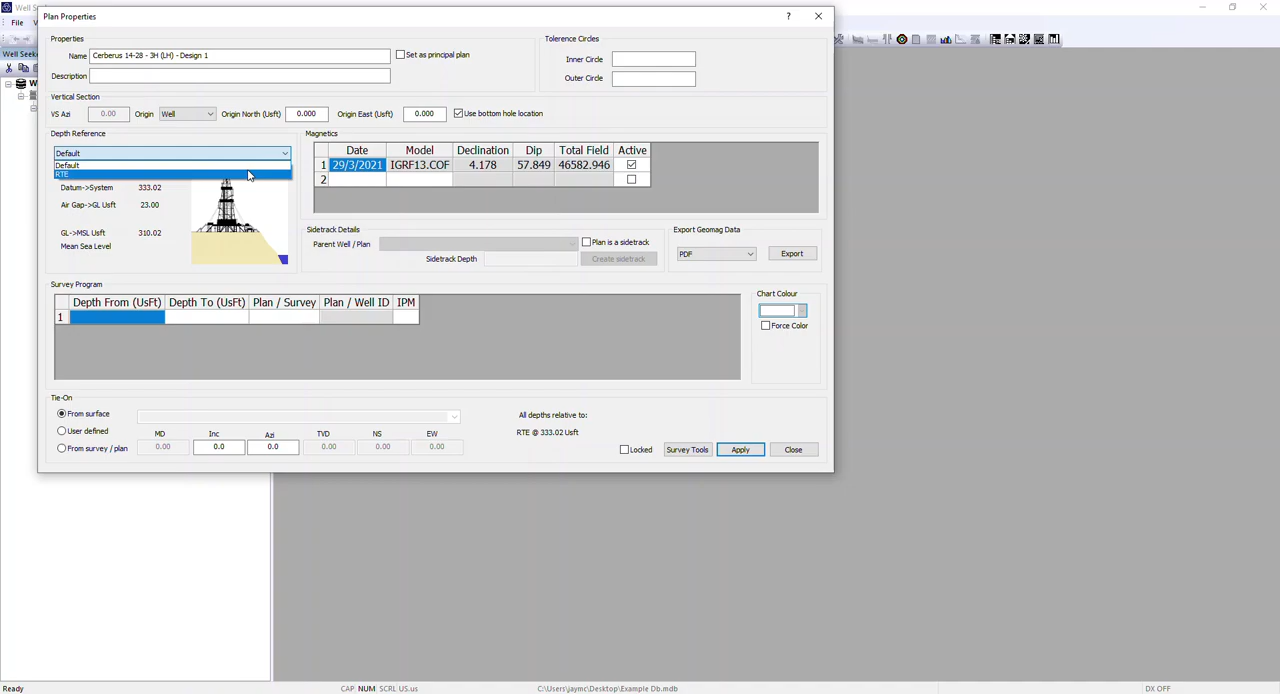 Well See
File
Plan Properties
?
Properties
Name Cerberus 14-28 - 3H (LH) - Design 1
Set as principal plan
Description
Tolerance Circles
Inner Circle
Outer Circle
Well Seeke
Vertical Section
VS Azi 0.00 Origin Well Origin North (Usft) 0.000 Origin East (Usft) 0.000 Use bottom hole location
Depth Reference
Default
Default
RTE
Datum->System 333.02
Air Gap->GL Usft 23.00
GL->MSL Usft 310.02
Mean Sea Level
Magnetics
Date Model Declination Dip Total Field Active
1 29/3/2021 IGRF13.COF 4.178 57.849 46582.946
2
Sidetrack Details
Parent Well / Plan
Plan is a sidetrack
Sidetrack Depth
Create sidetrack
Export Geomag Data
PDF Export
Survey Program
Depth From (UsFt) Depth To (UsFt) Plan / Survey Plan / Well ID IPM
1
Chart Colour
Force Color
Tie-On
From surface
User defined
From survey / plan
MD Inc Azi TVD NS EW
0.00 0.0 0.0 0.00 0.00 0.00
All depths relative to:
RTE @ 333.02 Usft
Locked Survey Tools Apply Close
Ready CAP NUM SCRL US.us C:\Users\jaymc\Desktop\Example Db.mdb DX OFF